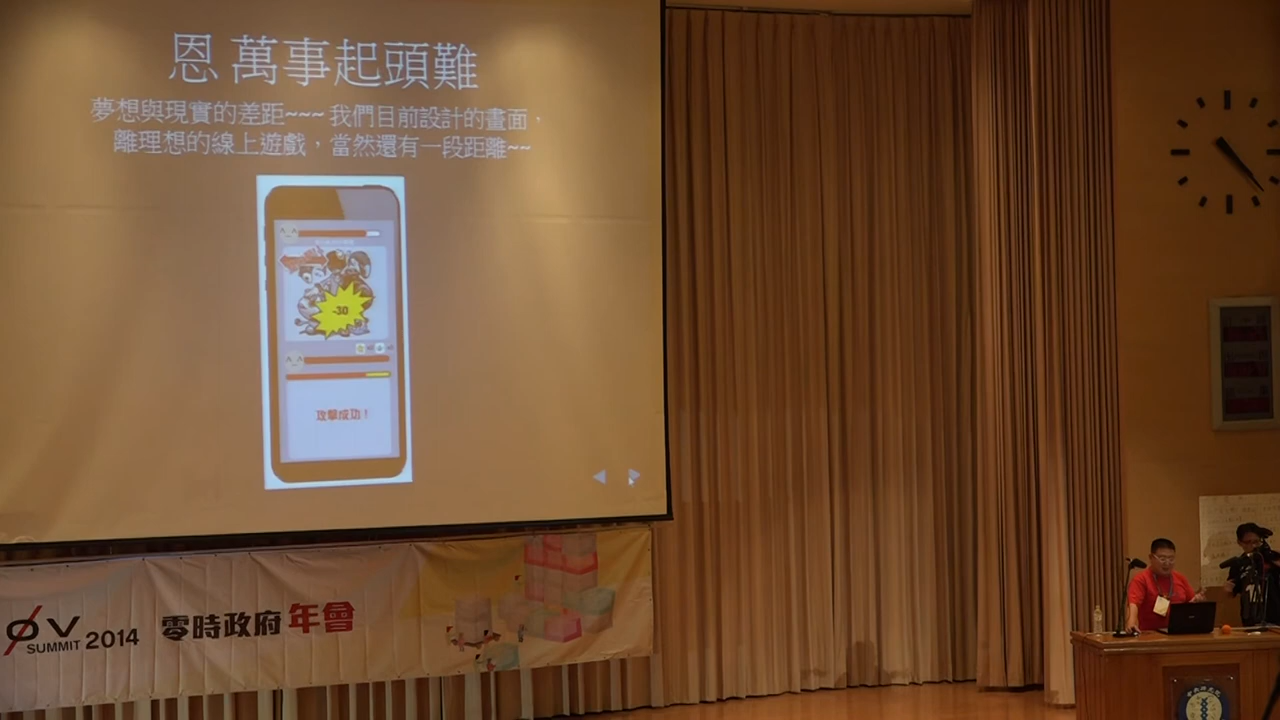 恩 萬事起頭難
夢想與現實的差距~~~ 我們目前設計的畫面，
離理想的線上遊戲，當然還有一段距離~~
-30
攻擊成功！
g0v SUMMIT 2014 零時政府年會